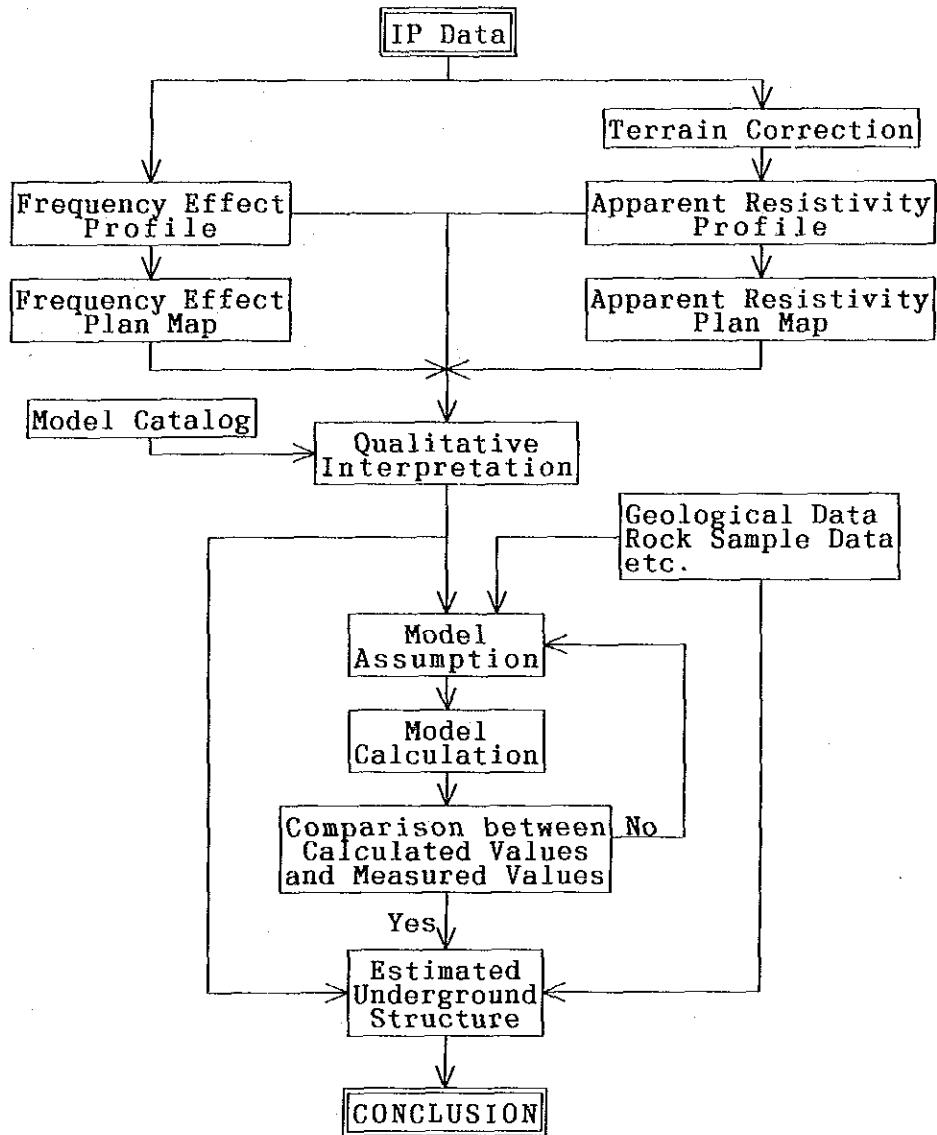 IP Data
Terrain Correction
Frequency Effect
Profile
Apparent Resistivity
Profile
Frequency Effect
Plan Map
Apparent Resistivity
Plan Map
Model Catalog
Qualitative
Interpretation
Geological Data
Rock Sample Data
etc.
Model
Assumption
Model
Calculation
Comparison between
Calculated Values
and Measured Values
No
Yes
Estimated
Underground
Structure
CONCLUSION